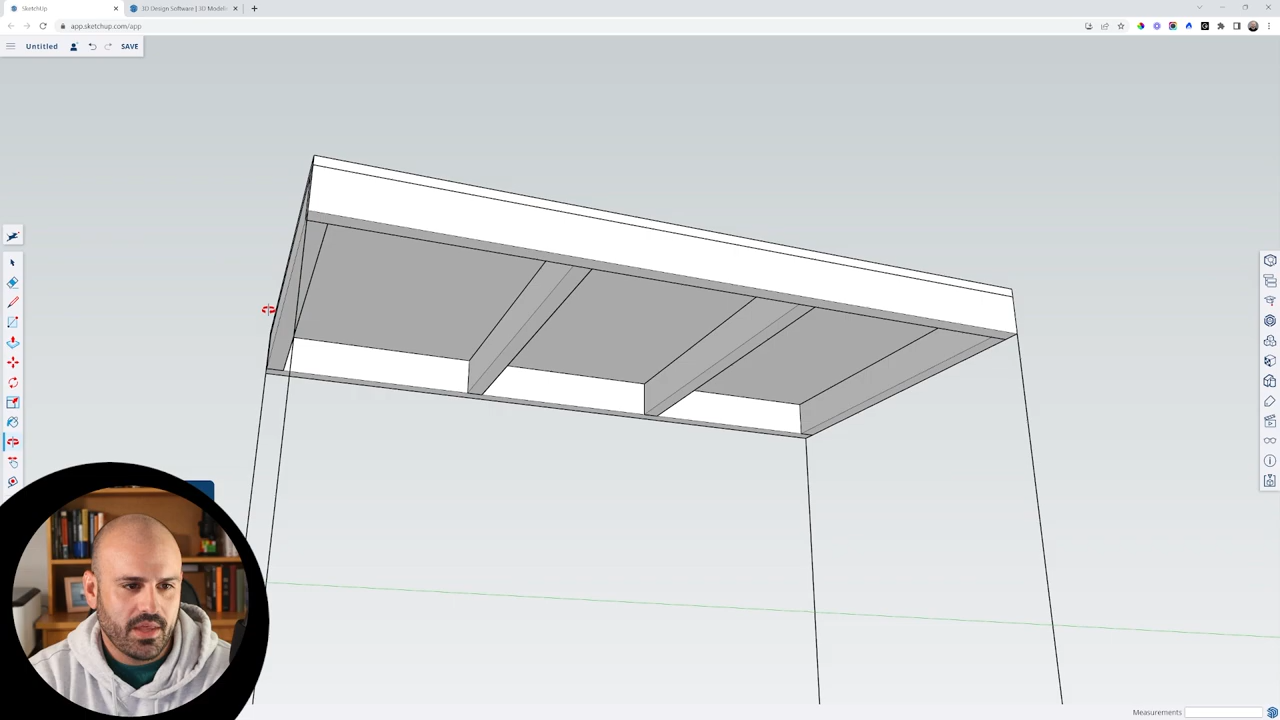 SketchUp
3D Design Software | 3D Modeli
app.sketchup.com/app
Untitled
SAVE
Measurements